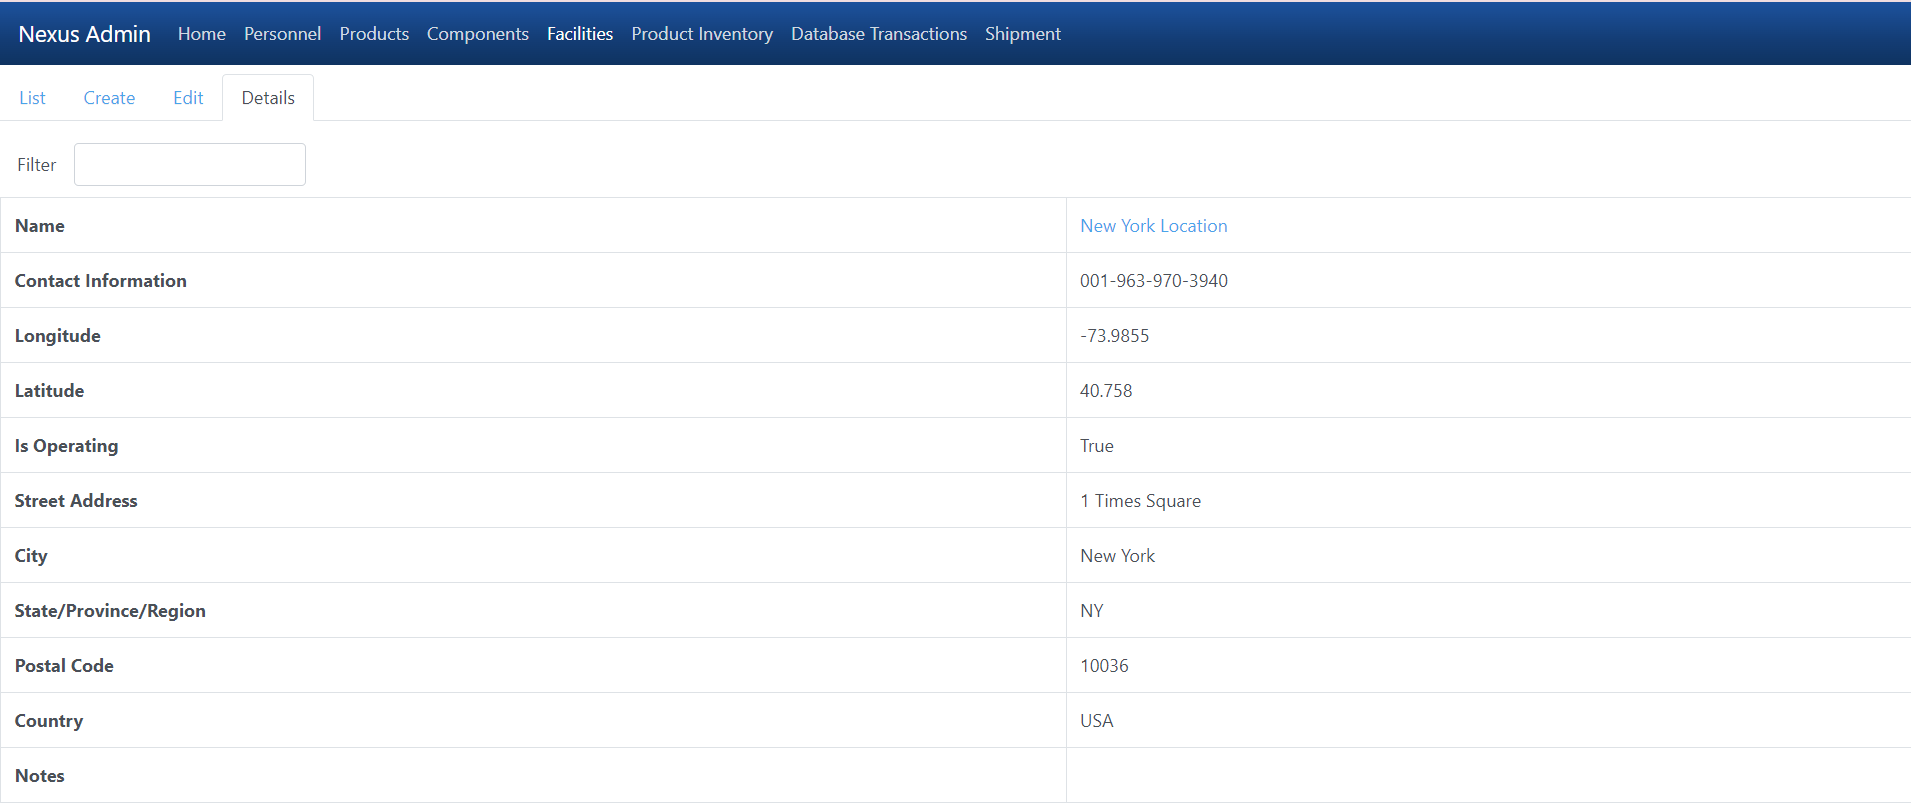 Nexus Admin Home Personnel Products Components Facilities Product Inventory Database Transactions Shipment
List Create Edit Details
Filter
Name New York Location
Contact Information 001-963-970-3940
Longitude -73.9855
Latitude 40.758
Is Operating True
Street Address 1 Times Square
City New York
State/Province/Region NY
Postal Code 10036
Country USA
Notes